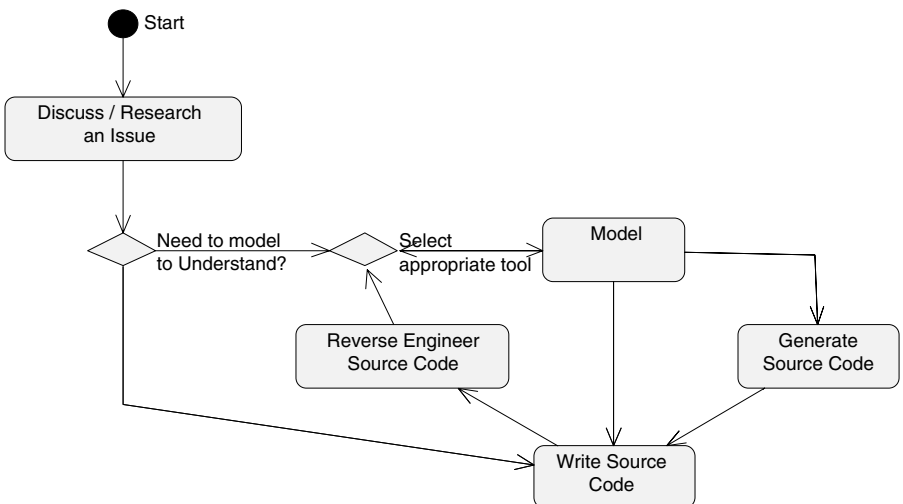 Start
Discuss / Research
an Issue
Need to model
to Understand?
Select
appropriate tool
Model
Reverse Engineer
Source Code
Generate
Source Code
Write Source
Code